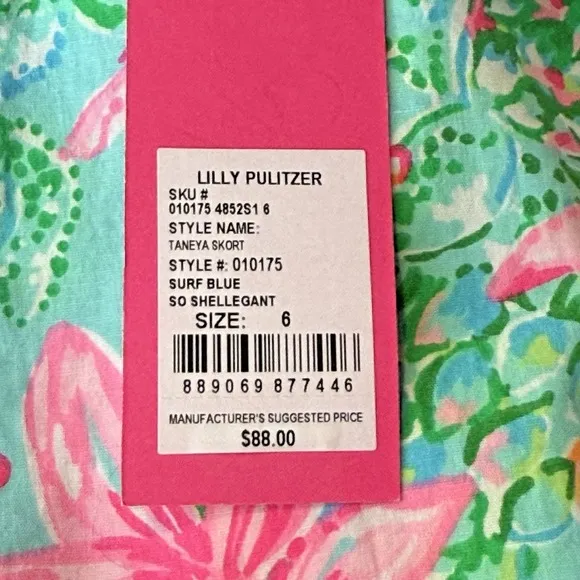 LILLY PULITZER
SKU #
010175 4852S1 6
STYLE NAME:
TANEYA SKORT
STYLE #: 010175
SURF BLUE
SO SHELLEGANT
SIZE: 6
889069 877446
MANUFACTURER'S SUGGESTED PRICE
$88.00